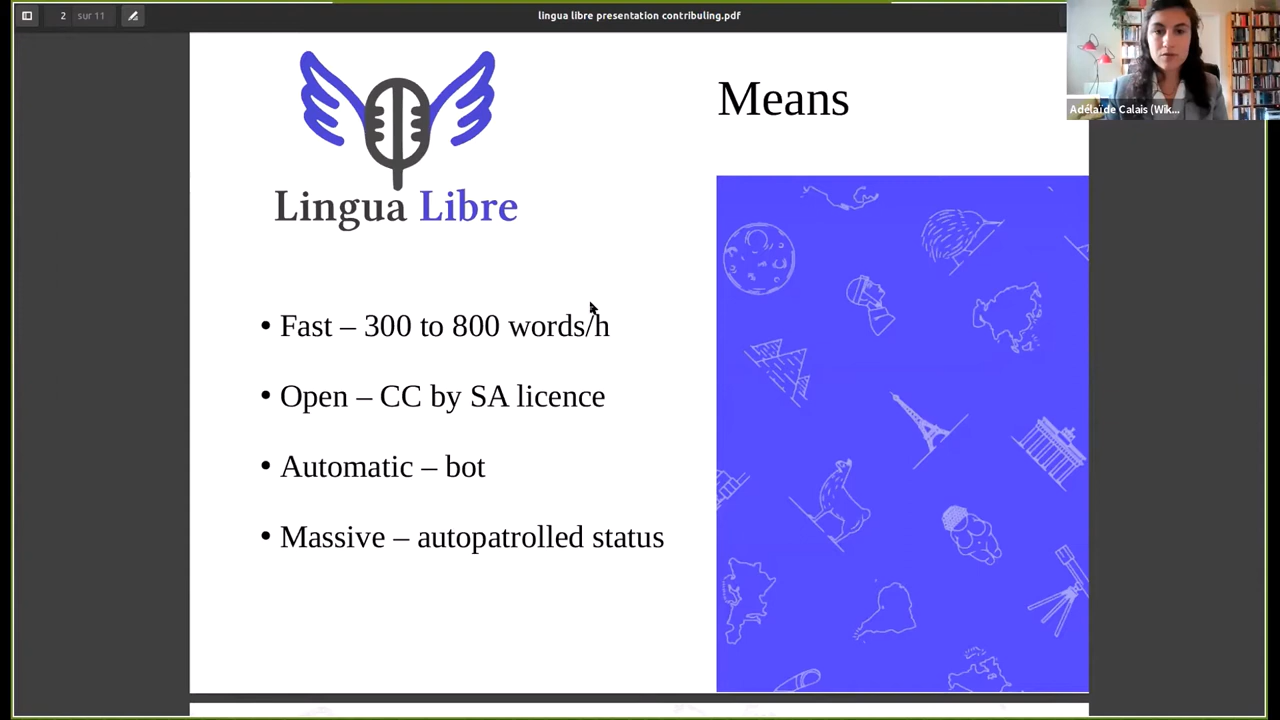 2 sur 11
lingua libre presentation contribuling.pdf
Adélaïde Calais (Wik...
Lingua Libre
Means
• Fast – 300 to 800 words/h
• Open – CC by SA licence
• Automatic – bot
• Massive – autopatrolled status